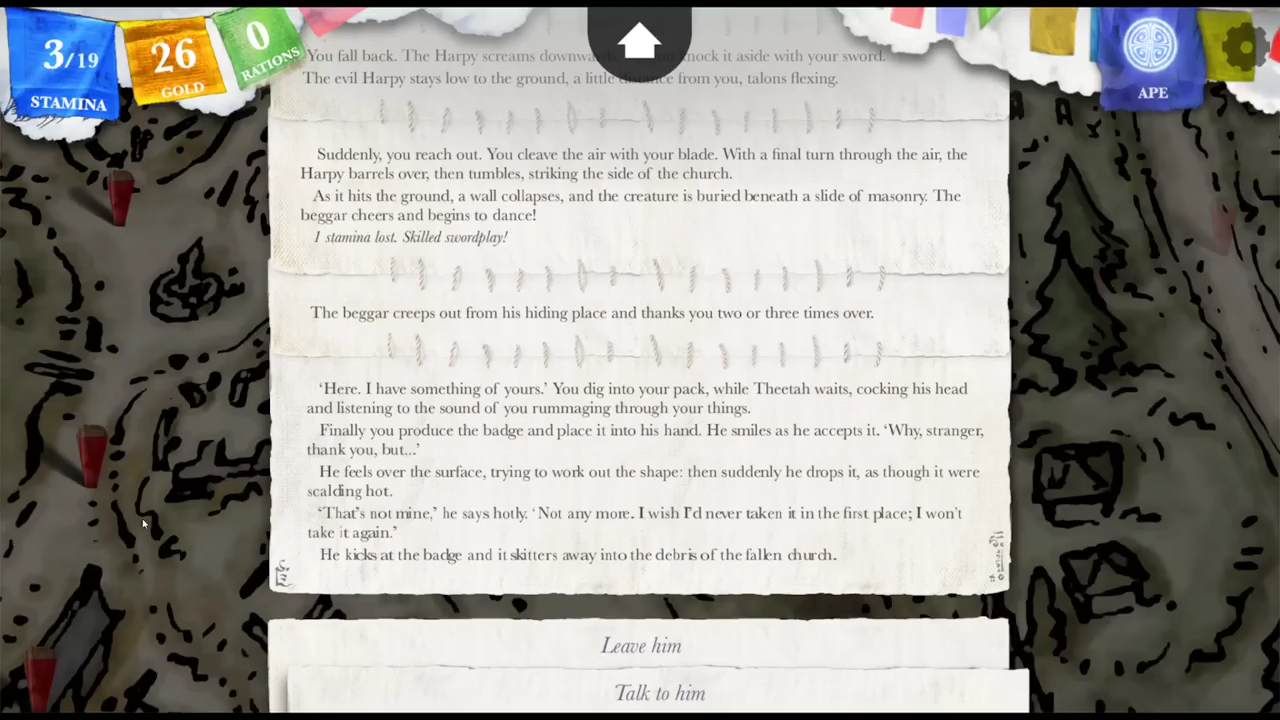 3/19
STAMINA
26
GOLD
0
RATIONS
APE
You fall back. The Harpy screams knock it aside with your sword.
The evil Harpy stays low to the ground, a little distance from you, talons flexing.
Suddenly, you reach out. You cleave the air with your blade. With a final turn through the air, the
Harpy barrels over, then tumbles, striking the side of the church.
As it hits the ground, a wall collapses, and the creature is buried beneath a slide of masonry. The
beggar cheers and begins to dance!
1 stamina lost. Skilled swordplay!
The beggar creeps out from his hiding place and thanks you two or three times over.
‘Here. I have something of yours.’ You dig into your pack, while Theetah waits, cocking his head
and listening to the sound of you rummaging through your things.
Finally you produce the badge and place it into his hand. He smiles as he accepts it. ‘Why, stranger,
thank you, but...’
He feels over the surface, trying to work out the shape: then suddenly he drops it, as though it were
scalding hot.
‘That’s not mine,’ he says hotly. ‘Not any more. I wish I’d never taken it in the first place; I won’t
take it again.’
He kicks at the badge and it skitters away into the debris of the fallen church.
Leave him
Talk to him